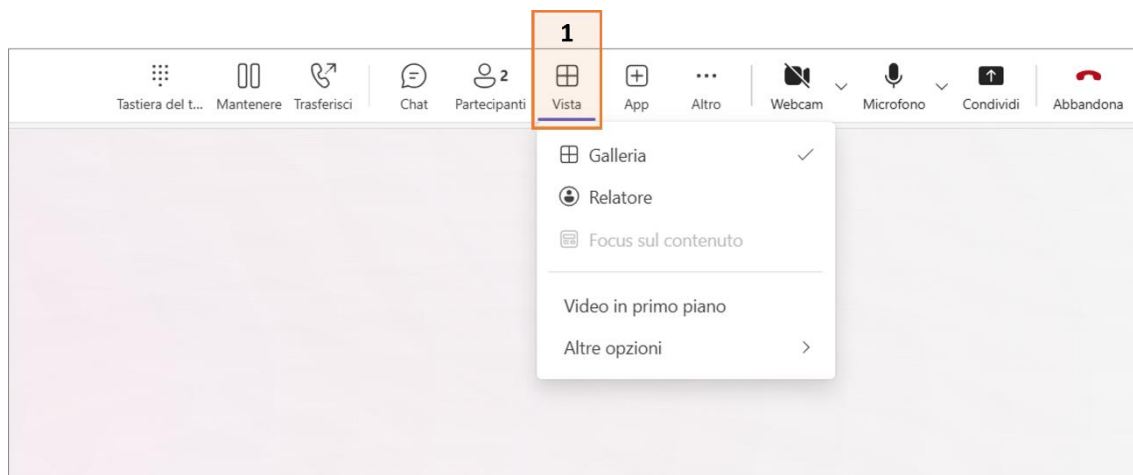 1
2
Tastiera del t... Mantenere Trasferisci Chat Partecipanti Vista App Altro Webcam Microfono Condividi Abbandona
Galleria
Relatore
Focus sul contenuto
Video in primo piano
Altre opzioni